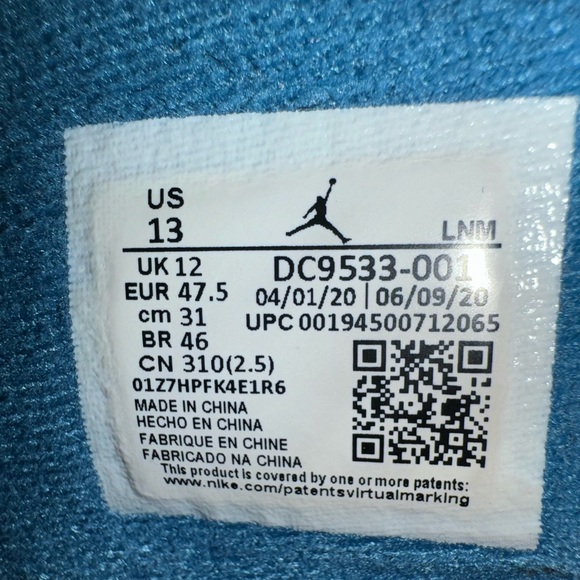 US
13
LNM
UK 12
DC9533-001
EUR 47.5
04/01/20 | 06/09/20
cm 31
UPC 00194500712065
BR 46
CN 310(2.5)
01Z7HPFK4E1R6
MADE IN CHINA
HECHO EN CHINA
FABRIQUE EN CHINE
FABRICADO NA CHINA
This product is covered by one or more patents:
www.nike.com/patentsvirtualmarking